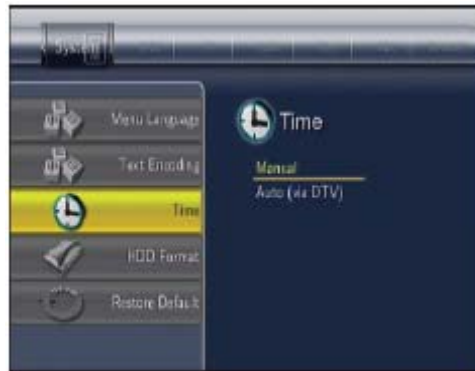 System
Menu Language
Text Encoding
Time
HDD Format
Restore Default
Time
Manual
Auto (via DTV)